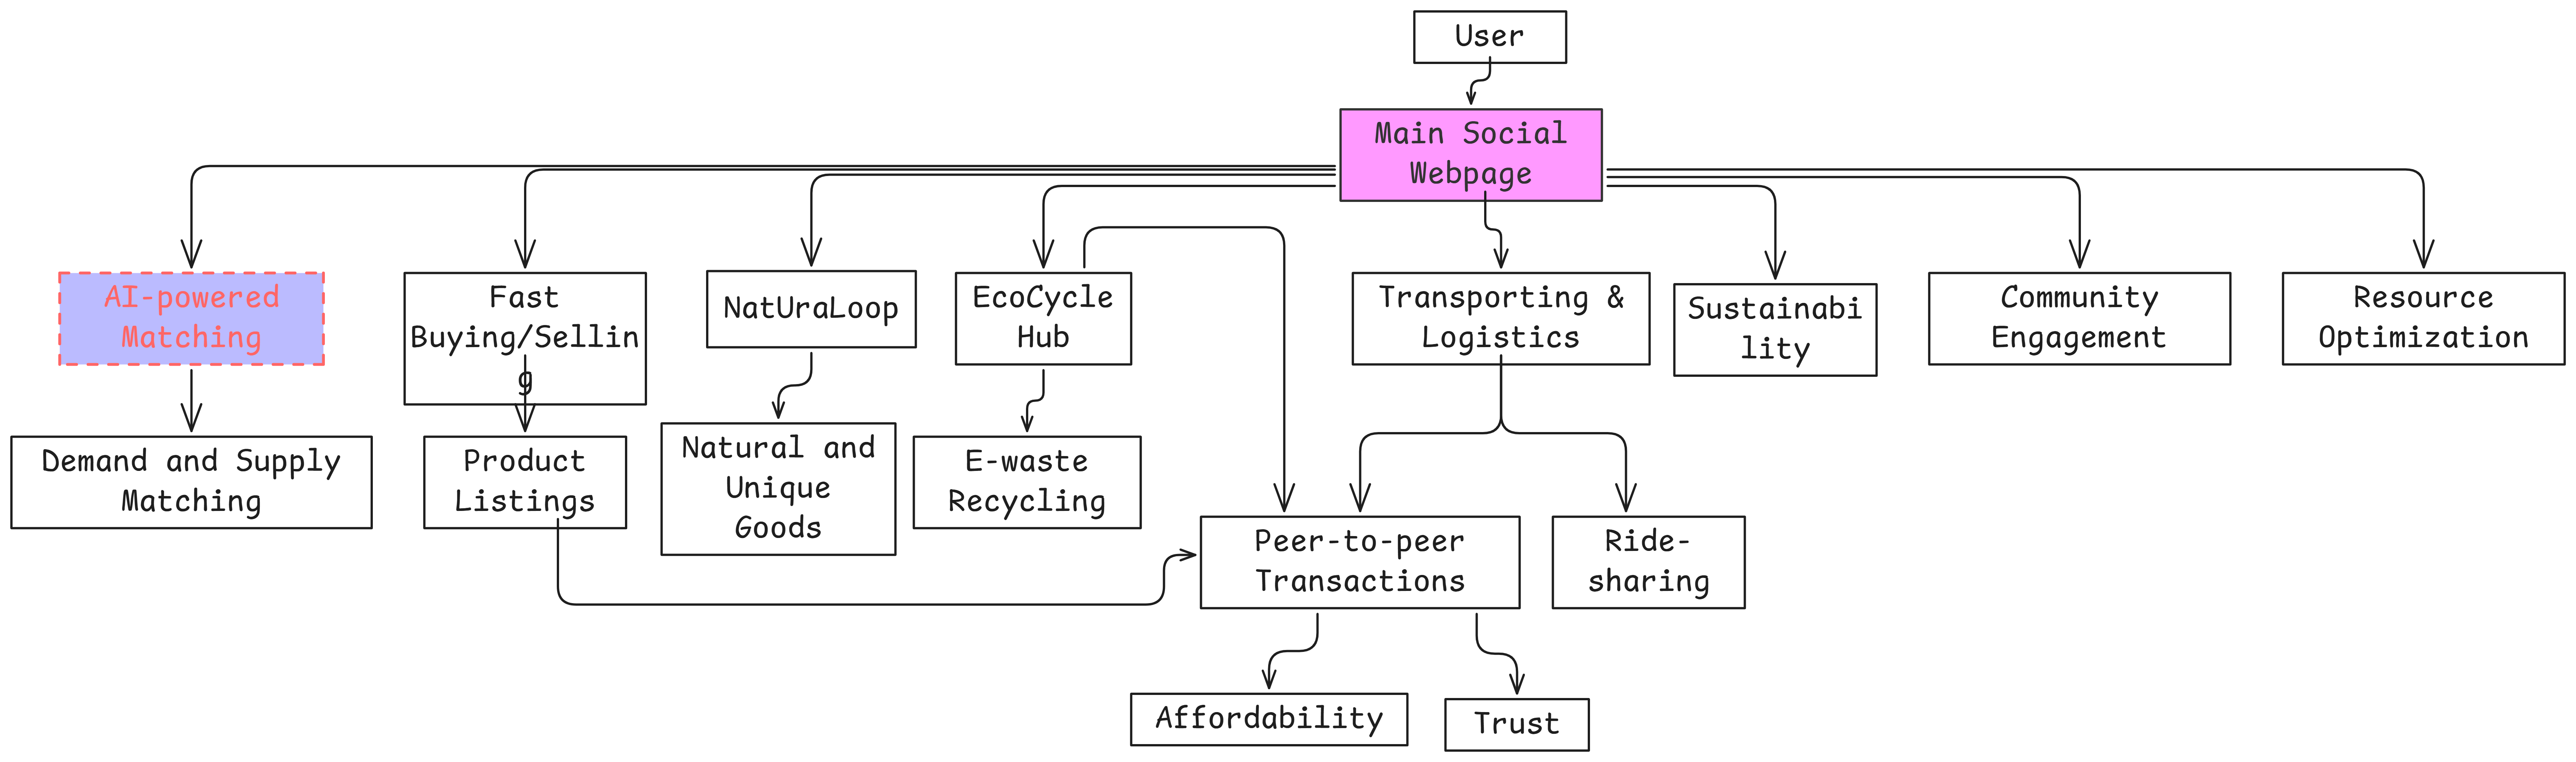 User
Main Social
Webpage
AI-powered
Matching
Fast
Buying/Sellin
g
NatUraLoop
EcoCycle
Hub
Transporting &
Logistics
Sustainabi
lity
Community
Engagement
Resource
Optimization
Demand and Supply
Matching
Product
Listings
Natural and
Unique
Goods
E-waste
Recycling
Peer-to-peer
Transactions
Ride-
sharing
Affordability
Trust